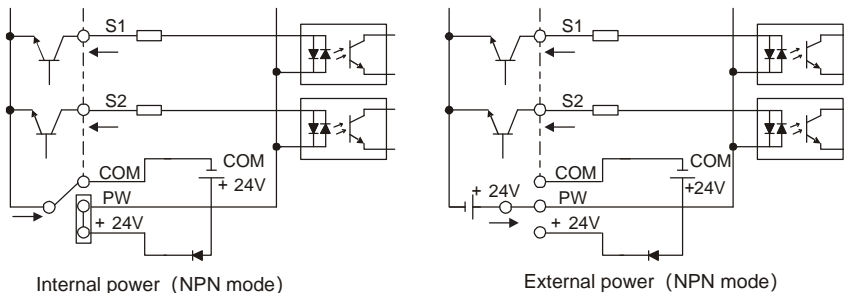 S1
S2
COM
COM
+ 24V
PW
+ 24V
Internal power（NPN mode）
S1
S2
COM
COM
+24V
+ 24V
PW
+ 24V
External power（NPN mode）